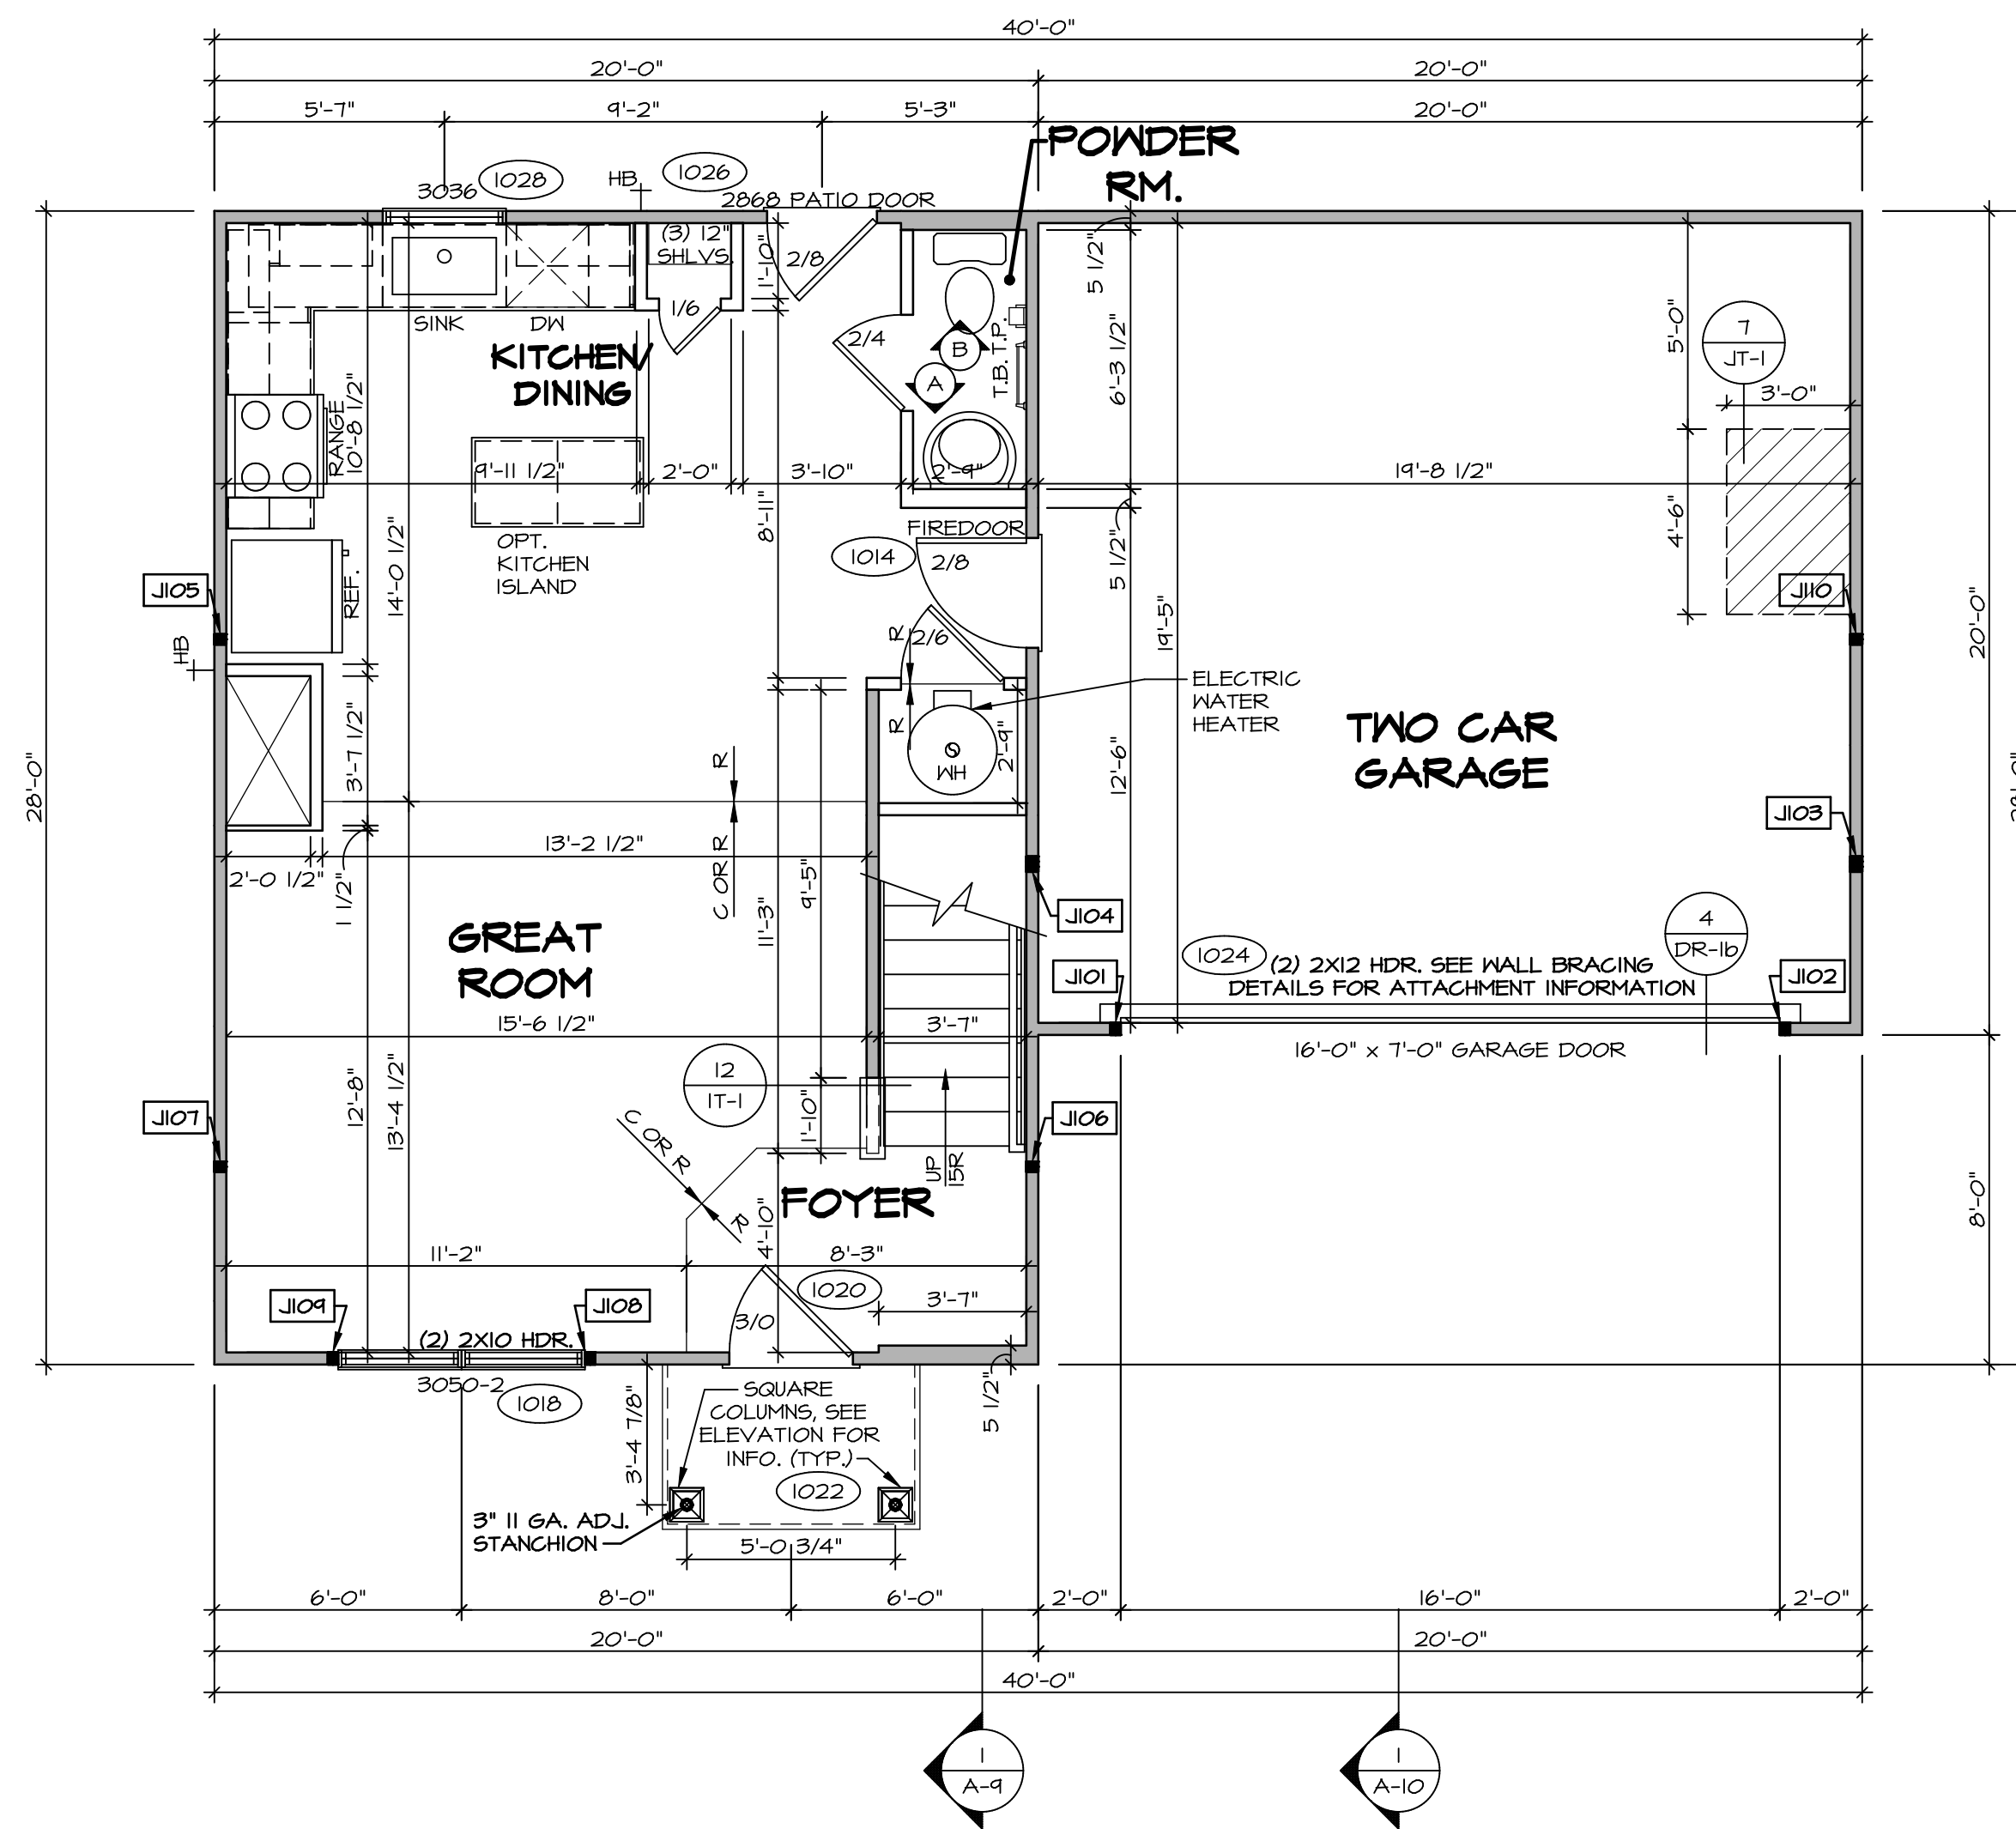 40'-0"
20'-0"
20'-0"
5'-7"
9'-2"
5'-3"
20'-0"
POWDER
RM.
3036
1028
HB
1026
2868 PATIO DOOR
(3) 12"
SHLVS.
1'-10"
2/8
5 1/2"
1/6
SINK
DW
KITCHEN/
DINING
2/4
B
A
T.B.
T.P.
6'-3 1/2"
5'-0"
7
JT-1
3'-0"
RANGE
10'-8 1/2"
9'-11 1/2"
2'-0"
3'-10"
2'-9"
19'-8 1/2"
8'-11"
FIREDOOR
1014
2/8
5 1/2"
4'-6"
OPT.
KITCHEN
ISLAND
14'-0 1/2"
REF.
J105
HB
J110
20'-0"
19'-5"
R
2/6
R
ELECTRIC
WATER
HEATER
WH
2'-9"
12'-6"
TWO CAR
GARAGE
28'-0"
3'-7 1/2"
R
C OR R
13'-2 1/2"
2'-0 1/2"
1 1/2"
9'-5"
11'-3"
J103
J104
GREAT
ROOM
4
DR-1b
1024
(2) 2X12 HDR. SEE WALL BRACING
DETAILS FOR ATTACHMENT INFORMATION
J101
J102
15'-6 1/2"
3'-7"
16'-0" x 7'-0" GARAGE DOOR
12
IT-1
12'-8"
13'-4 1/2"
1'-10"
J107
J106
C OR R
R
UP
15R
FOYER
4'-10"
8'-0"
11'-2"
8'-3"
1020
3'-7"
J109
J108
(2) 2X10 HDR.
3/0
3050-2
1018
5 1/2"
3'-4 7/8"
SQUARE
COLUMNS, SEE
ELEVATION FOR
INFO. (TYP.)
1022
3" 11 GA. ADJ.
STANCHION
5'-0 3/4"
6'-0"
8'-0"
6'-0"
2'-0"
16'-0"
2'-0"
20'-0"
20'-0"
40'-0"
1
A-9
1
A-10